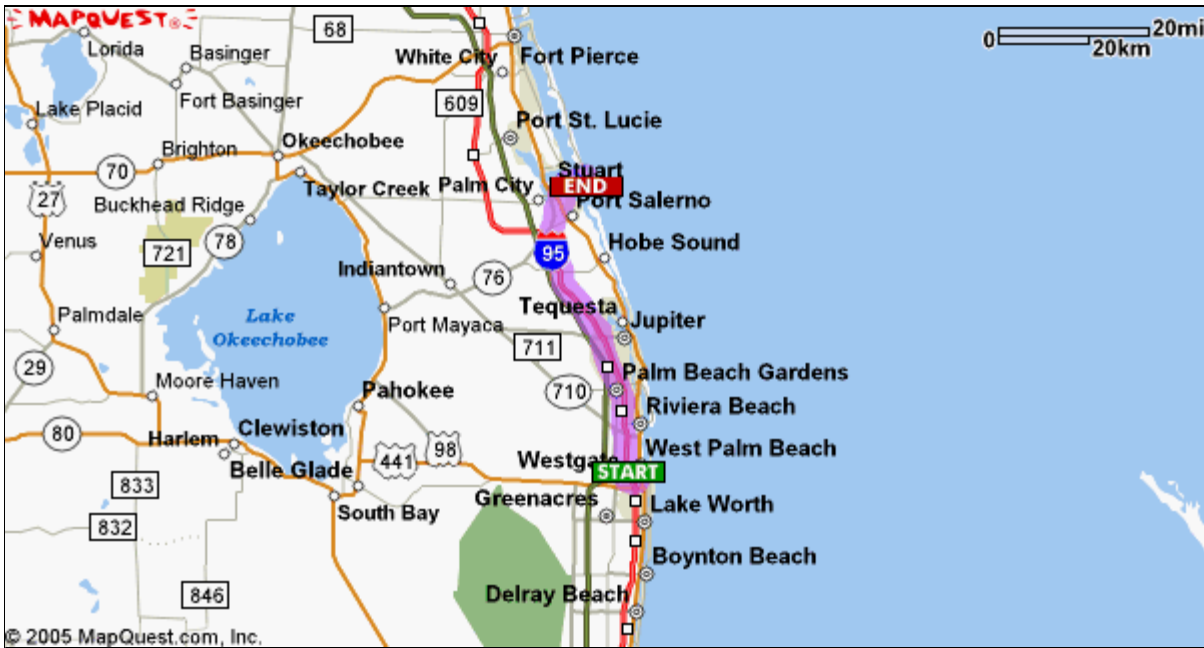 MAPQUEST®
68
White City
Fort Pierce
0
20mi
20km
Lorida
Basinger
Fort Basinger
Lake Placid
609
Port St. Lucie
Brighton
Okeechobee
70
Taylor Creek
Palm City
Stuart
END
Port Salerno
27
Buckhead Ridge
Venus
721
78
95
Hobe Sound
Indiantown
76
Tequesta
Lake
Okeechobee
Port Mayaca
Jupiter
Palmdale
711
29
Moore Haven
Pahokee
710
Palm Beach Gardens
Riviera Beach
80
Harlem
Clewiston
98
441
West Palm Beach
Westgate
START
Belle Glade
833
Greenacres
Lake Worth
South Bay
832
Boynton Beach
846
Delray Beach
© 2005 MapQuest.com, Inc.